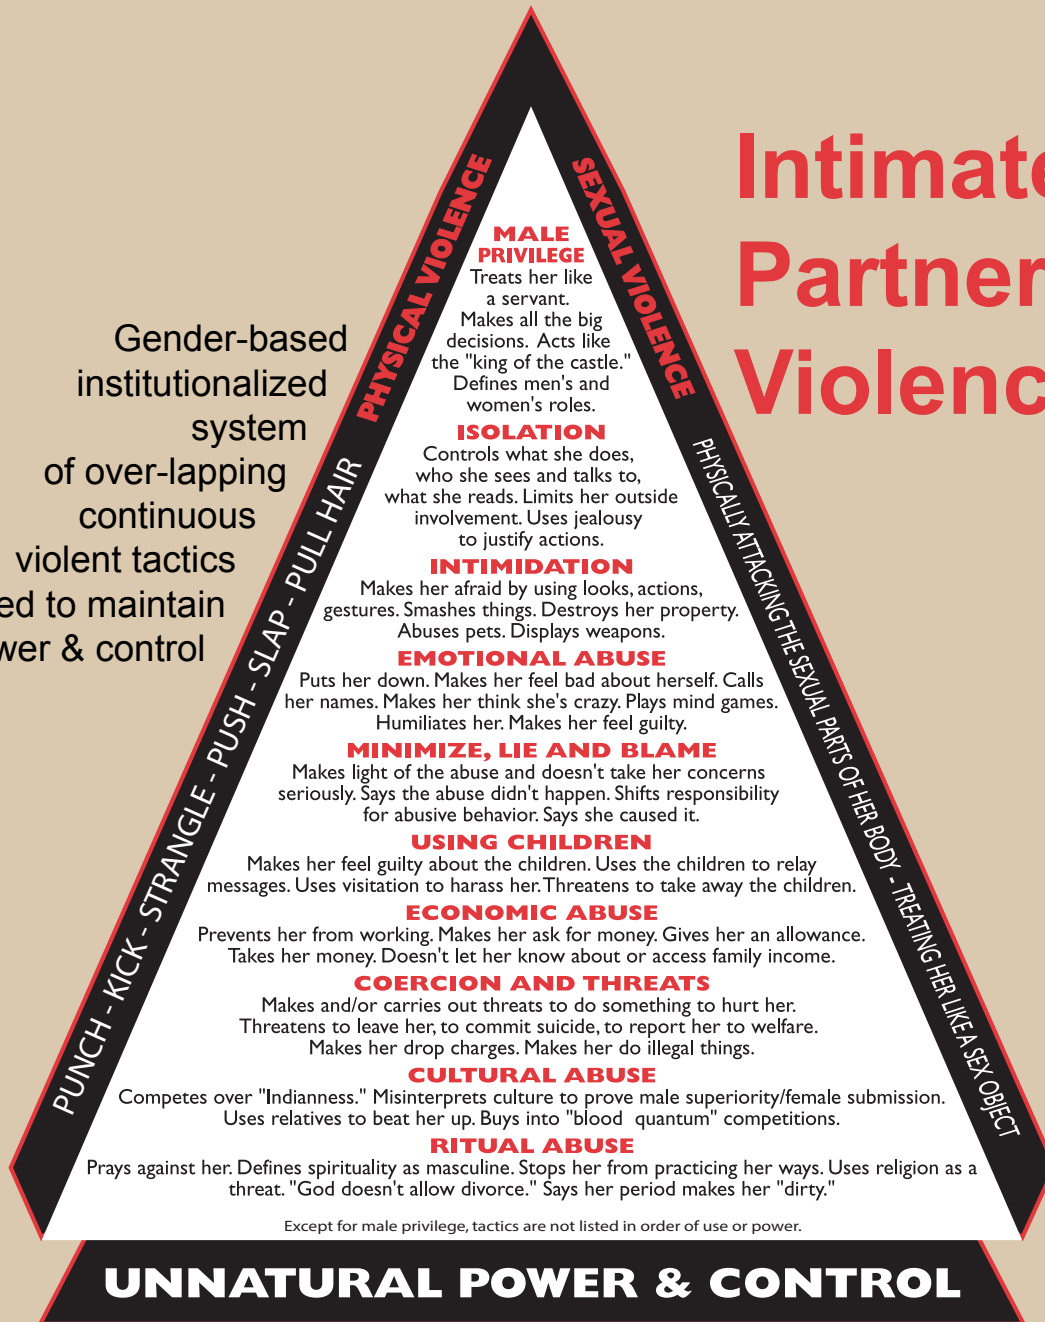 Intimate
Partner
Violenc
Gender-based
institutionalized
system
of over-lapping
continuous
violent tactics
ed to maintain
wer & control
PHYSICAL VIOLENCE
PUNCH - KICK - STRANGLE - PUSH - SLAP - PULL HAIR
SEXUAL VIOLENCE
PHYSICALLY ATTACKING THE SEXUAL PARTS OF HER BODY - TREATING HER LIKE A SEX OBJECT
MALE
PRIVILEGE
Treats her like
a servant.
Makes all the big
decisions. Acts like
the "king of the castle."
Defines men's and
women's roles.
ISOLATION
Controls what she does,
who she sees and talks to,
what she reads. Limits her outside
involvement. Uses jealousy
to justify actions.
INTIMIDATION
Makes her afraid by using looks, actions,
gestures. Smashes things. Destroys her property.
Abuses pets. Displays weapons.
EMOTIONAL ABUSE
Puts her down. Makes her feel bad about herself. Calls
her names. Makes her think she's crazy. Plays mind games.
Humiliates her. Makes her feel guilty.
MINIMIZE, LIE AND BLAME
Makes light of the abuse and doesn't take her concerns
seriously. Says the abuse didn't happen. Shifts responsibility
for abusive behavior. Says she caused it.
USING CHILDREN
Makes her feel guilty about the children. Uses the children to relay
messages. Uses visitation to harass her. Threatens to take away the children.
ECONOMIC ABUSE
Prevents her from working. Makes her ask for money. Gives her an allowance.
Takes her money. Doesn't let her know about or access family income.
COERCION AND THREATS
Makes and/or carries out threats to do something to hurt her.
Threatens to leave her, to commit suicide, to report her to welfare.
Makes her drop charges. Makes her do illegal things.
CULTURAL ABUSE
Competes over "Indianness." Misinterprets culture to prove male superiority/female submission.
Uses relatives to beat her up. Buys into "blood quantum" competitions.
RITUAL ABUSE
Prays against her. Defines spirituality as masculine. Stops her from practicing her ways. Uses religion as a
threat. "God doesn't allow divorce." Says her period makes her "dirty."
Except for male privilege, tactics are not listed in order of use or power.
UNNATURAL POWER & CONTROL